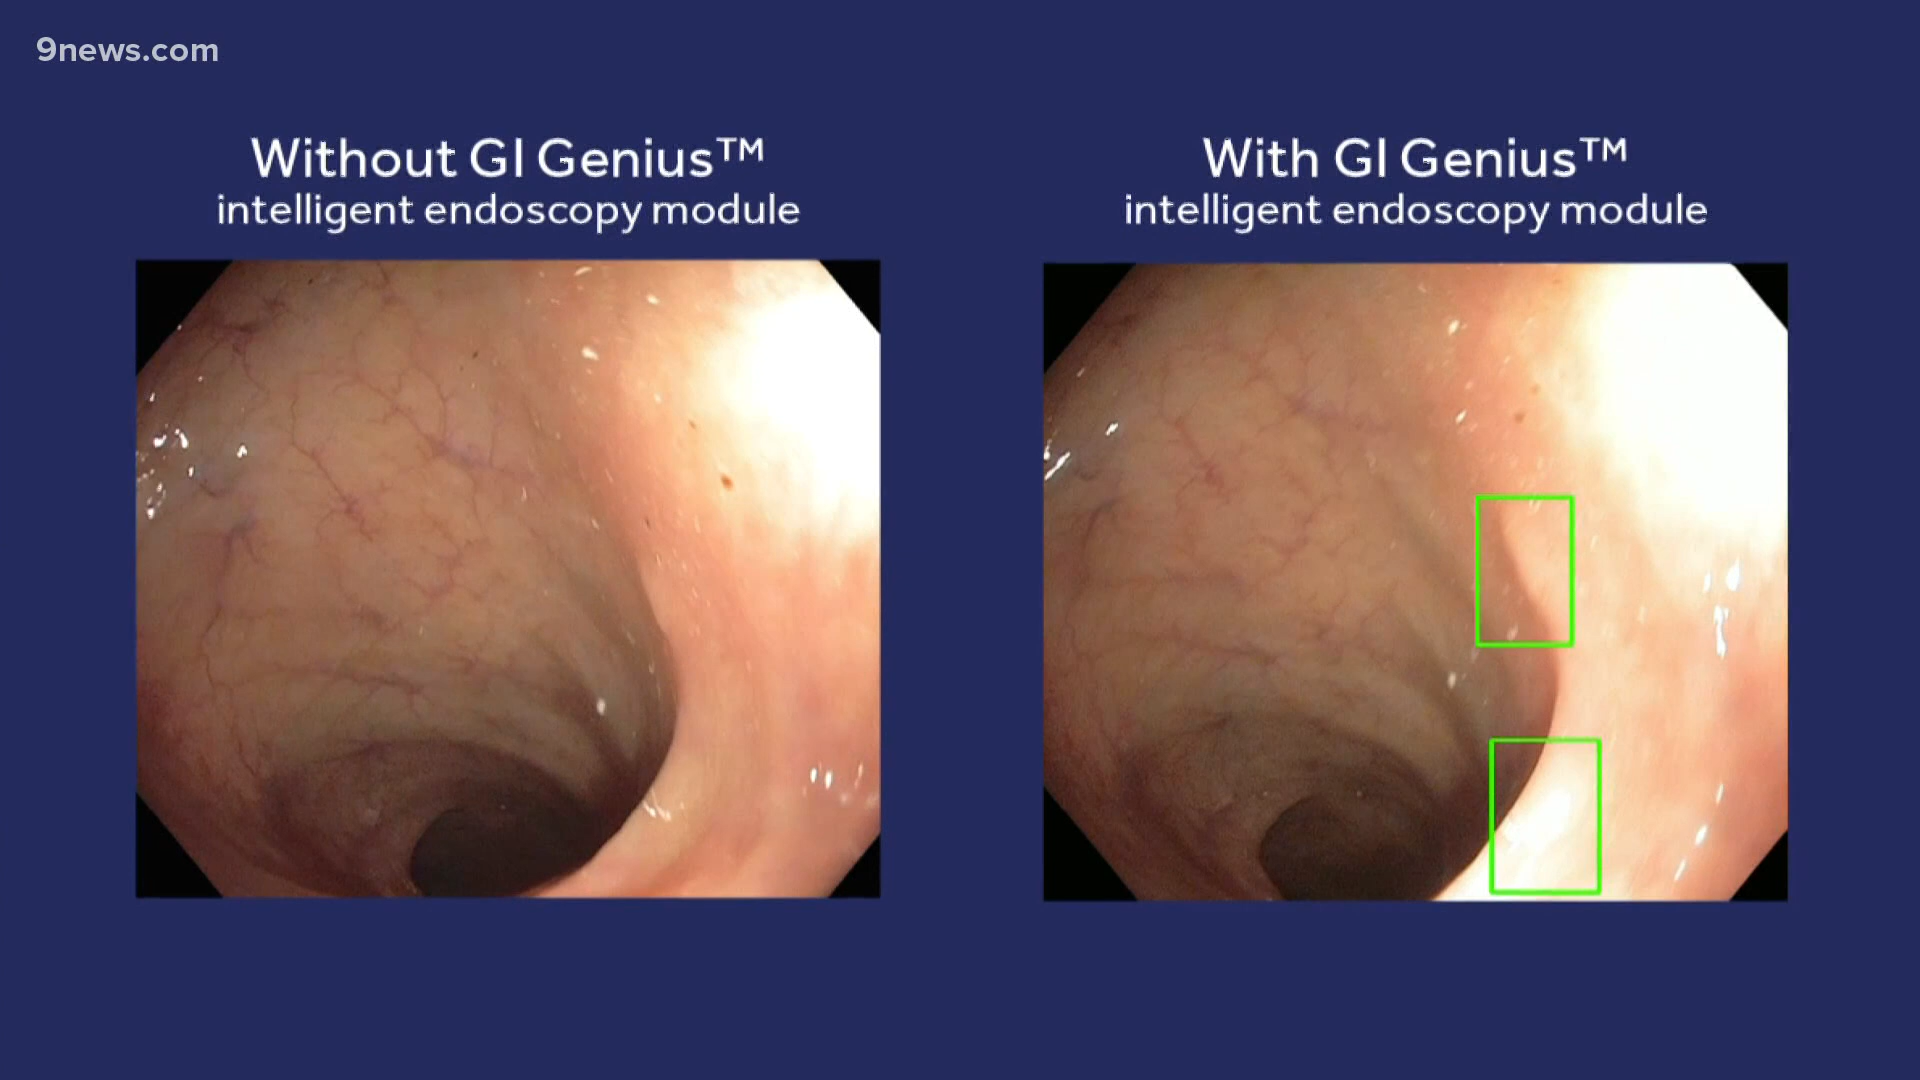 9news.com
Without GI Genius™
intelligent endoscopy module
With GI Genius™
intelligent endoscopy module